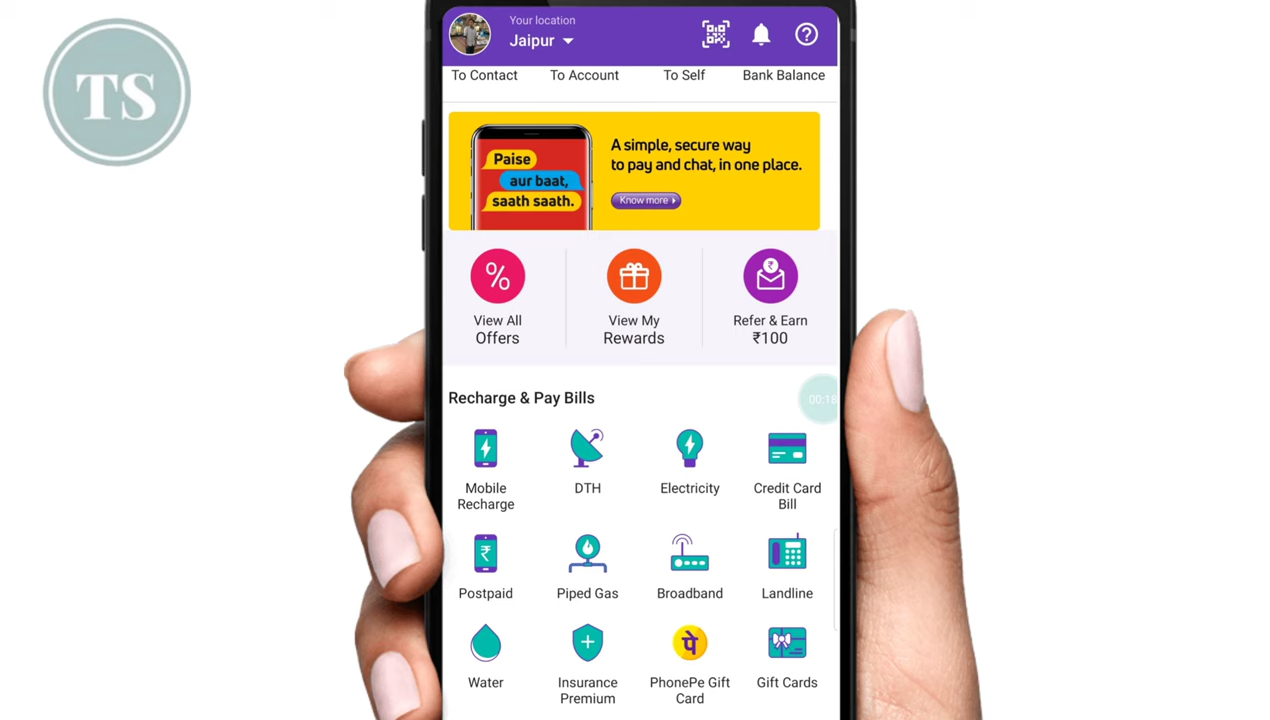 TS
Your location
Jaipur
To Contact
To Account
To Self
Bank Balance
Paise
aur baat,
saath saath.
A simple, secure way
to pay and chat, in one place.
Know more
%
View All
Offers
View My
Rewards
₹
Refer & Earn
₹100
Recharge & Pay Bills
00:18
Mobile
Recharge
DTH
Electricity
Credit Card
Bill
₹
Postpaid
Piped Gas
Broadband
Landline
Water
Insurance
Premium
पे
PhonePe Gift
Card
Gift Cards